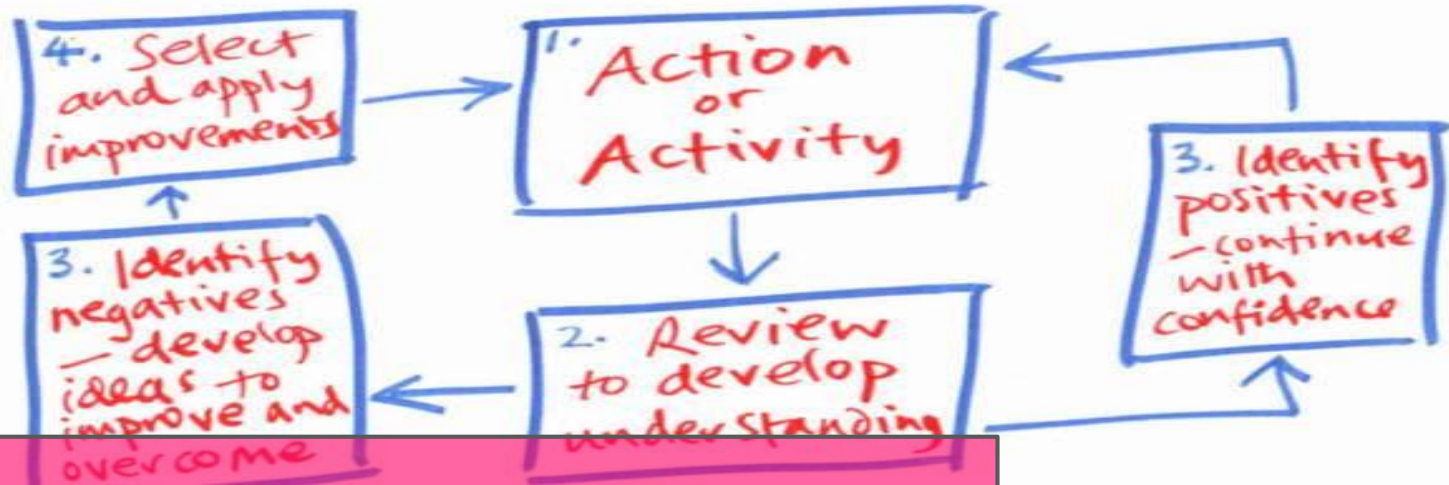 4. Select
and apply
improvements
1. Action
or
Activity
3. Identify
positives
- continue
with
confidence
3. Identify
negatives
- develop
ideas to
improve and
overcome
2. Review
to develop
understanding